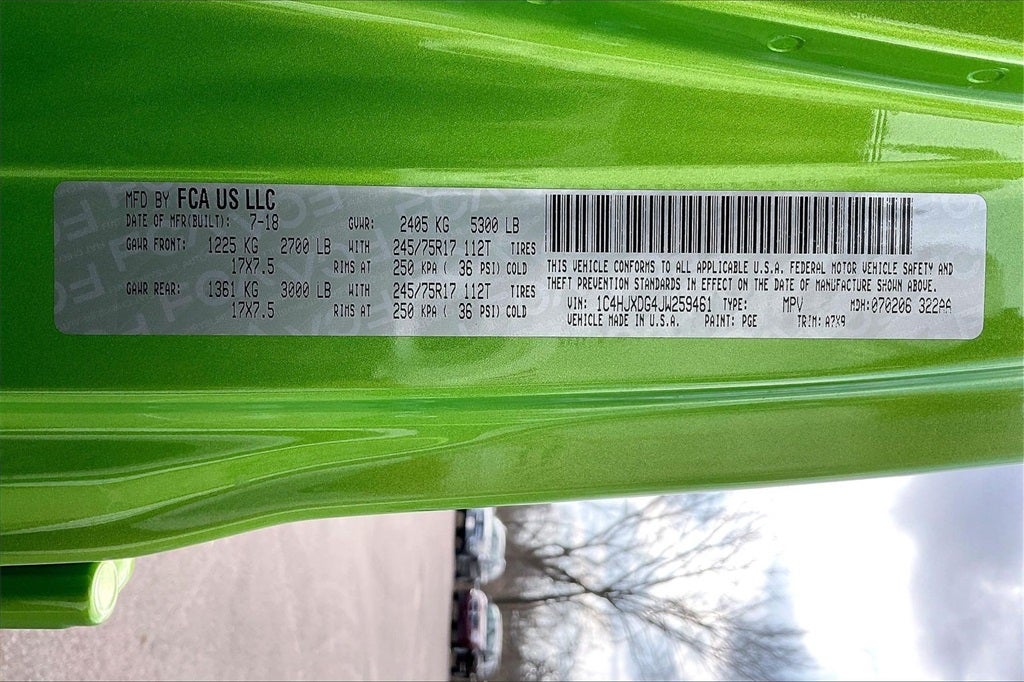 MFD BY FCA US LLC
DATE OF MFR(BUILT): 7-18 GVWR: 2405 KG 5300 LB
GAWR FRONT: 1225 KG 2700 LB WITH 245/75R17 112T TIRES
17X7.5 RIMS AT 250 KPA ( 36 PSI) COLD
GAWR REAR: 1361 KG 3000 LB WITH 245/75R17 112T TIRES
17X7.5 RIMS AT 250 KPA ( 36 PSI) COLD
THIS VEHICLE CONFORMS TO ALL APPLICABLE U.S.A. FEDERAL MOTOR VEHICLE SAFETY AND
THEFT PREVENTION STANDARDS IN EFFECT ON THE DATE OF MANUFACTURE SHOWN ABOVE.
VIN: 1C4HJXDG4JW259461 TYPE: MPV MDH:070206 322AA
VEHICLE MADE IN U.S.A. PAINT: PGE TRIM: A7X9